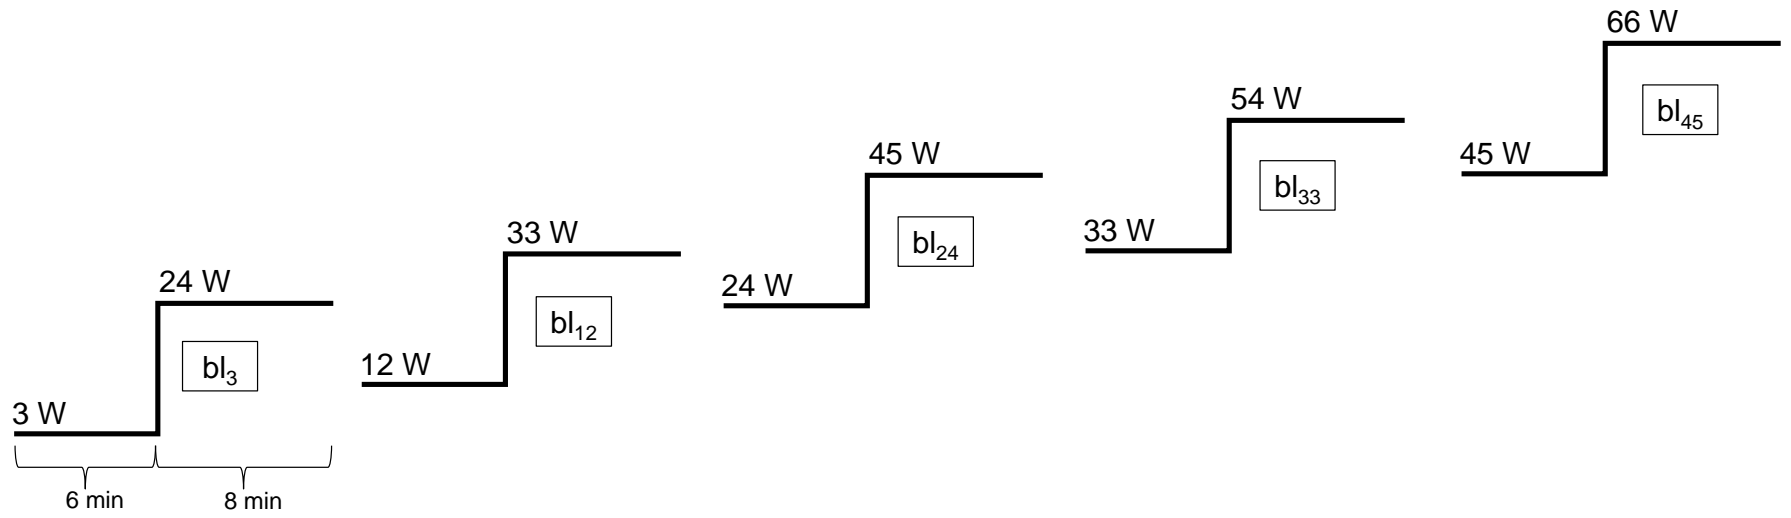 3 W
24 W
bl₃
6 min
8 min
12 W
33 W
bl₁₂
24 W
45 W
bl₂₄
33 W
54 W
bl₃₃
45 W
66 W
bl₄₅